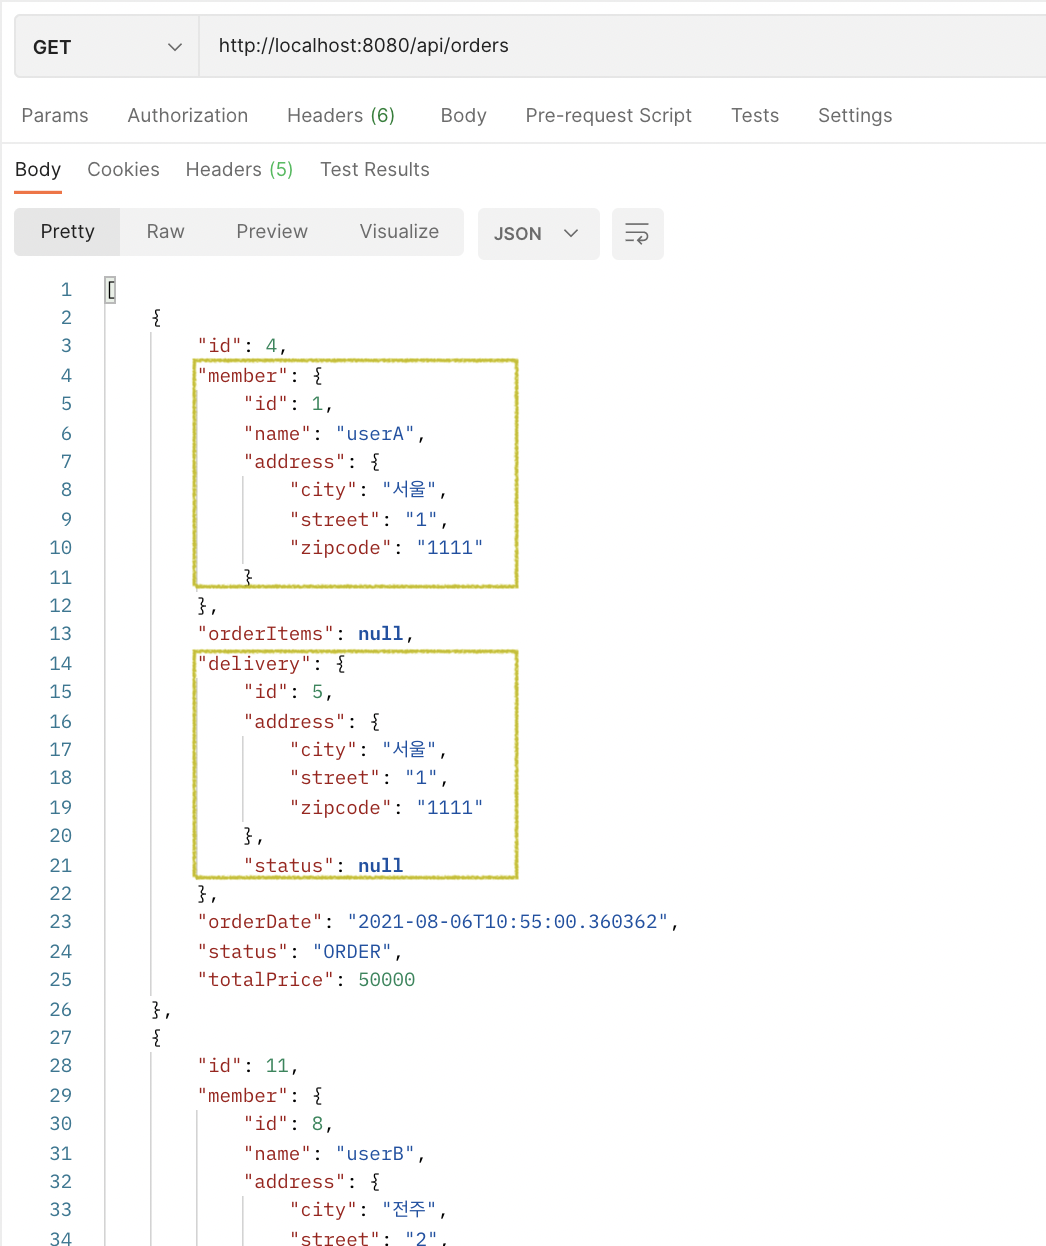 GET http://localhost:8080/api/orders
Params Authorization Headers (6) Body Pre-request Script Tests Settings
Body Cookies Headers (5) Test Results
Pretty Raw Preview Visualize JSON
1 [
2 {
3 "id": 4,
4 "member": {
5 "id": 1,
6 "name": "userA",
7 "address": {
8 "city": "서울",
9 "street": "1",
10 "zipcode": "1111"
11 }
12 },
13 "orderItems": null,
14 "delivery": {
15 "id": 5,
16 "address": {
17 "city": "서울",
18 "street": "1",
19 "zipcode": "1111"
20 },
21 "status": null
22 },
23 "orderDate": "2021-08-06T10:55:00.360362",
24 "status": "ORDER",
25 "totalPrice": 50000
26 },
27 {
28 "id": 11,
29 "member": {
30 "id": 8,
31 "name": "userB",
32 "address": {
33 "city": "전주",
34 "street": "2",